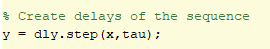 % Create delays of the sequence
y = dly.step(x,tau);